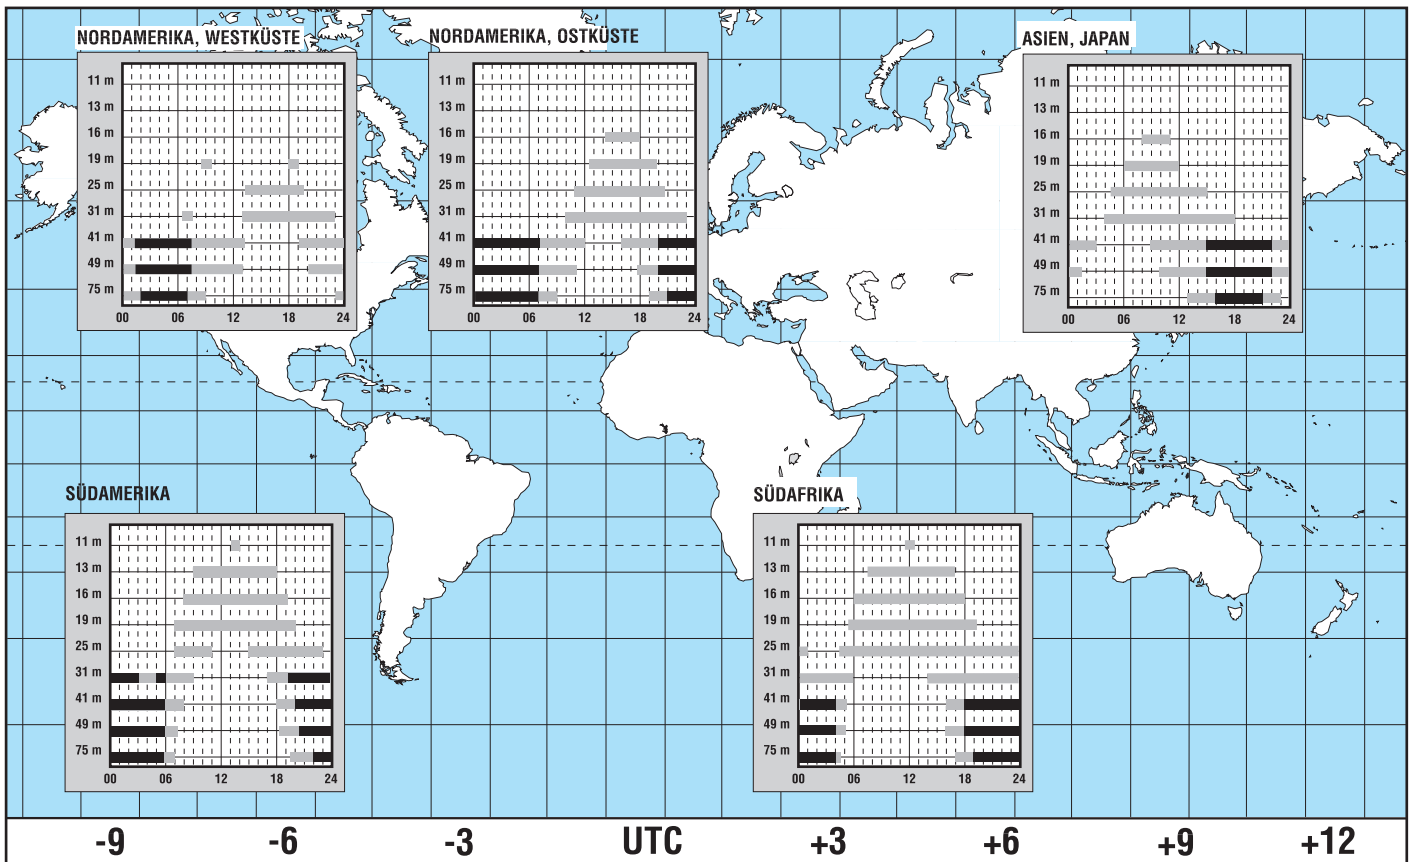 NORDAMERIKA, WESTKÜSTE
11 m
13 m
16 m
19 m
25 m
31 m
41 m
49 m
75 m
00 06 12 18 24
NORDAMERIKA, OSTKÜSTE
11 m
13 m
16 m
19 m
25 m
31 m
41 m
49 m
75 m
00 06 12 18 24
ASIEN, JAPAN
11 m
13 m
16 m
19 m
25 m
31 m
41 m
49 m
75 m
00 06 12 18 24
SÜDAMERIKA
11 m
13 m
16 m
19 m
25 m
31 m
41 m
49 m
75 m
00 06 12 18 24
SÜDAFRIKA
11 m
13 m
16 m
19 m
25 m
31 m
41 m
49 m
75 m
00 06 12 18 24
-9 -6 -3 UTC +3 +6 +9 +12